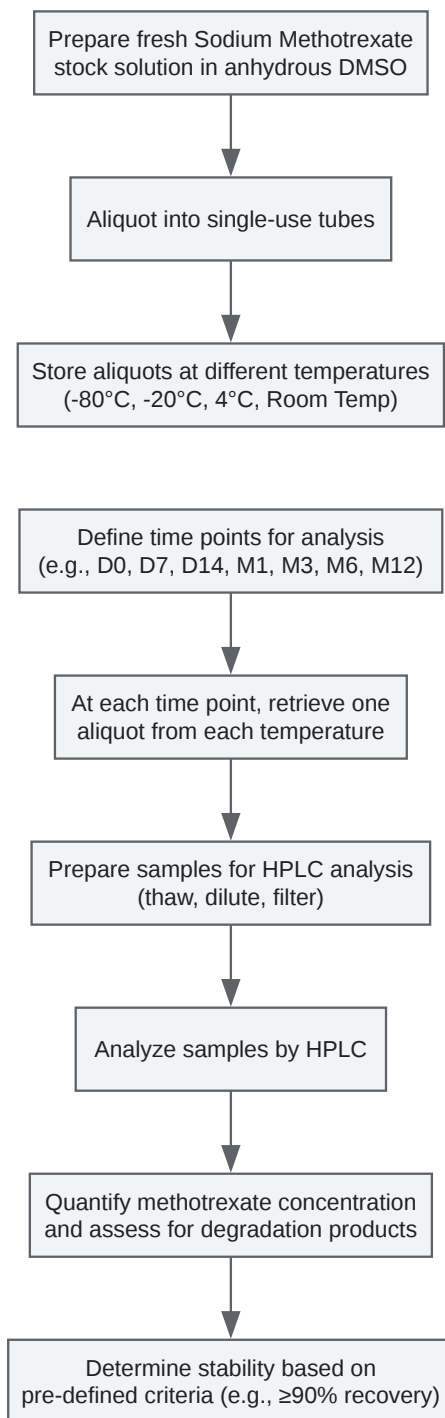 Prepare fresh Sodium Methotrexate
stock solution in anhydrous DMSO
Aliquot into single-use tubes
Store aliquots at different temperatures
(-80°C, -20°C, 4°C, Room Temp)
Define time points for analysis
(e.g., D0, D7, D14, M1, M3, M6, M12)
At each time point, retrieve one
aliquot from each temperature
Prepare samples for HPLC analysis
(thaw, dilute, filter)
Analyze samples by HPLC
Quantify methotrexate concentration
and assess for degradation products
Determine stability based on
pre-defined criteria (e.g., ≥90% recovery)